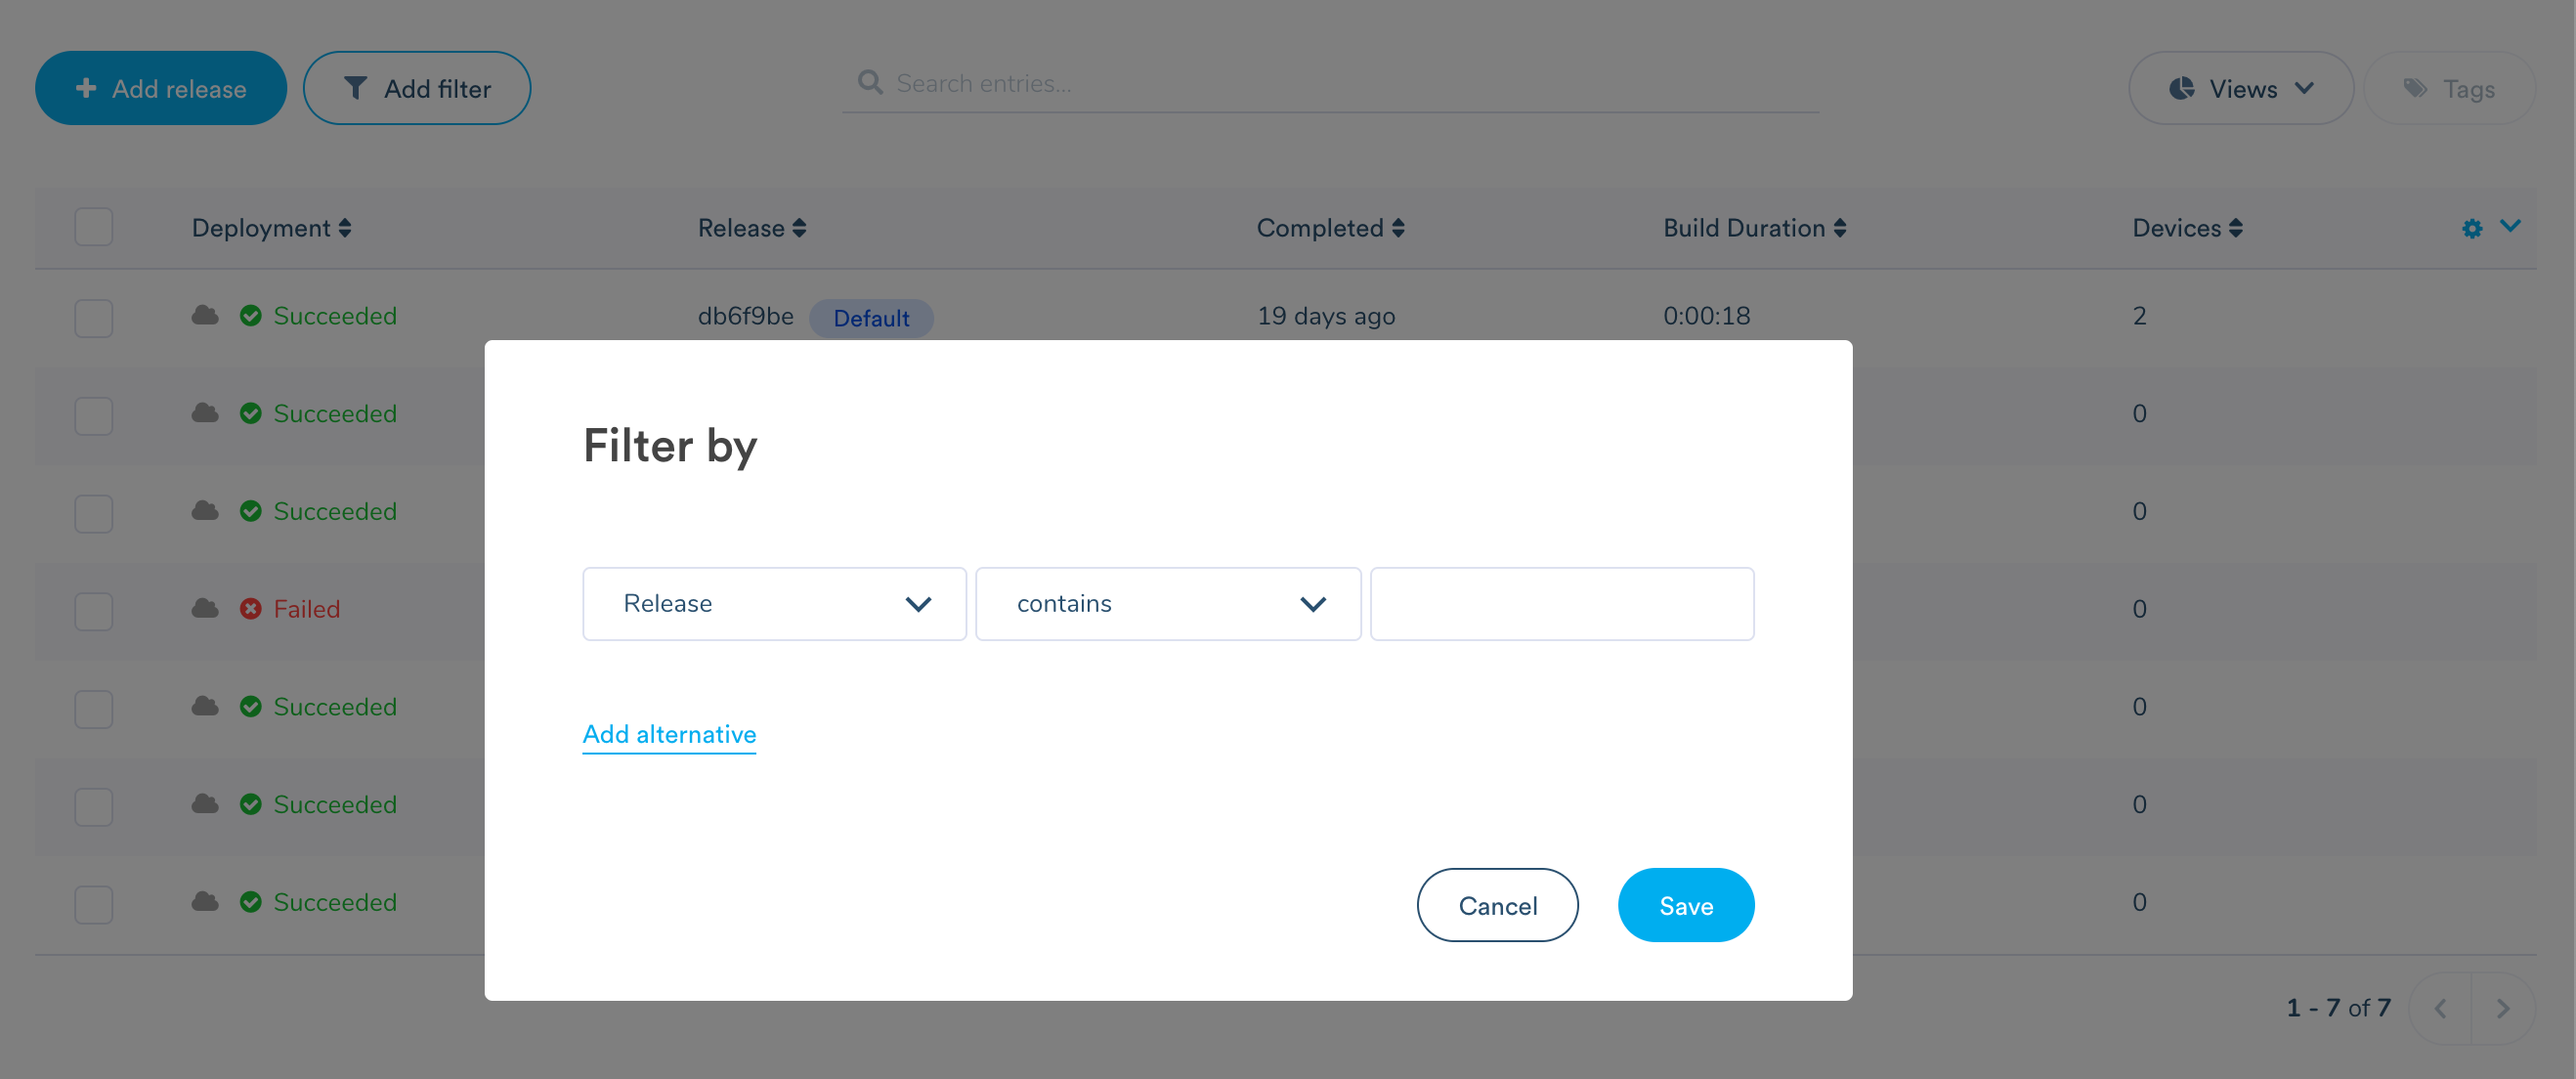 Add release
Add filter
Search entries...
Views
Tags
Deployment Release Completed Build Duration Devices
Succeeded db6f9be Default 19 days ago 0:00:18 2
Succeeded 0
Succeeded 0
Failed 0
Succeeded 0
Succeeded 0
Succeeded 0
Filter by
Release contains
Add alternative
Cancel Save
1 - 7 of 7